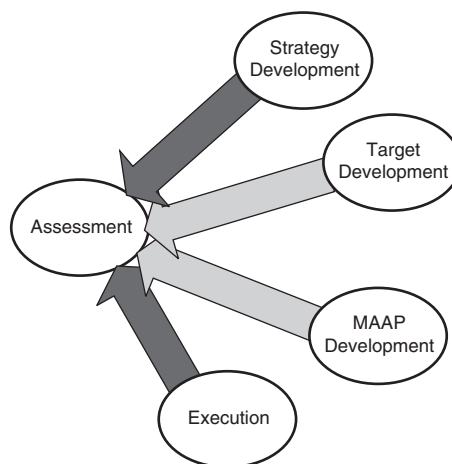 Strategy
Development
Target
Development
Assessment
MAAP
Development
Execution